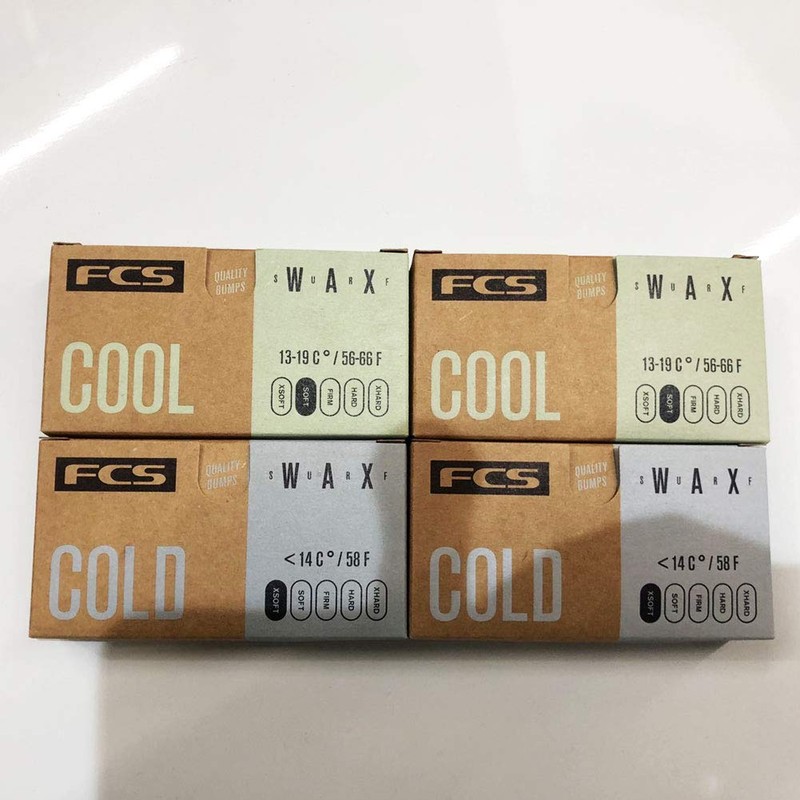 FCS
QUALITY
BUMPS
S W U A R X F
COOL
13-19 C° / 56-66 F
XSOFT SOFT FIRM HARD XHARD
FCS
QUALITY
BUMPS
S W U A R X F
COOL
13-19 C° / 56-66 F
XSOFT SOFT FIRM HARD XHARD
FCS
QUALITY
BUMPS
S W U A R X F
COLD
<14 C° / 58 F
XSOFT SOFT FIRM HARD XHARD
FCS
QUALITY
BUMPS
S W U A R X F
COLD
<14 C° / 58 F
XSOFT SOFT FIRM HARD XHARD